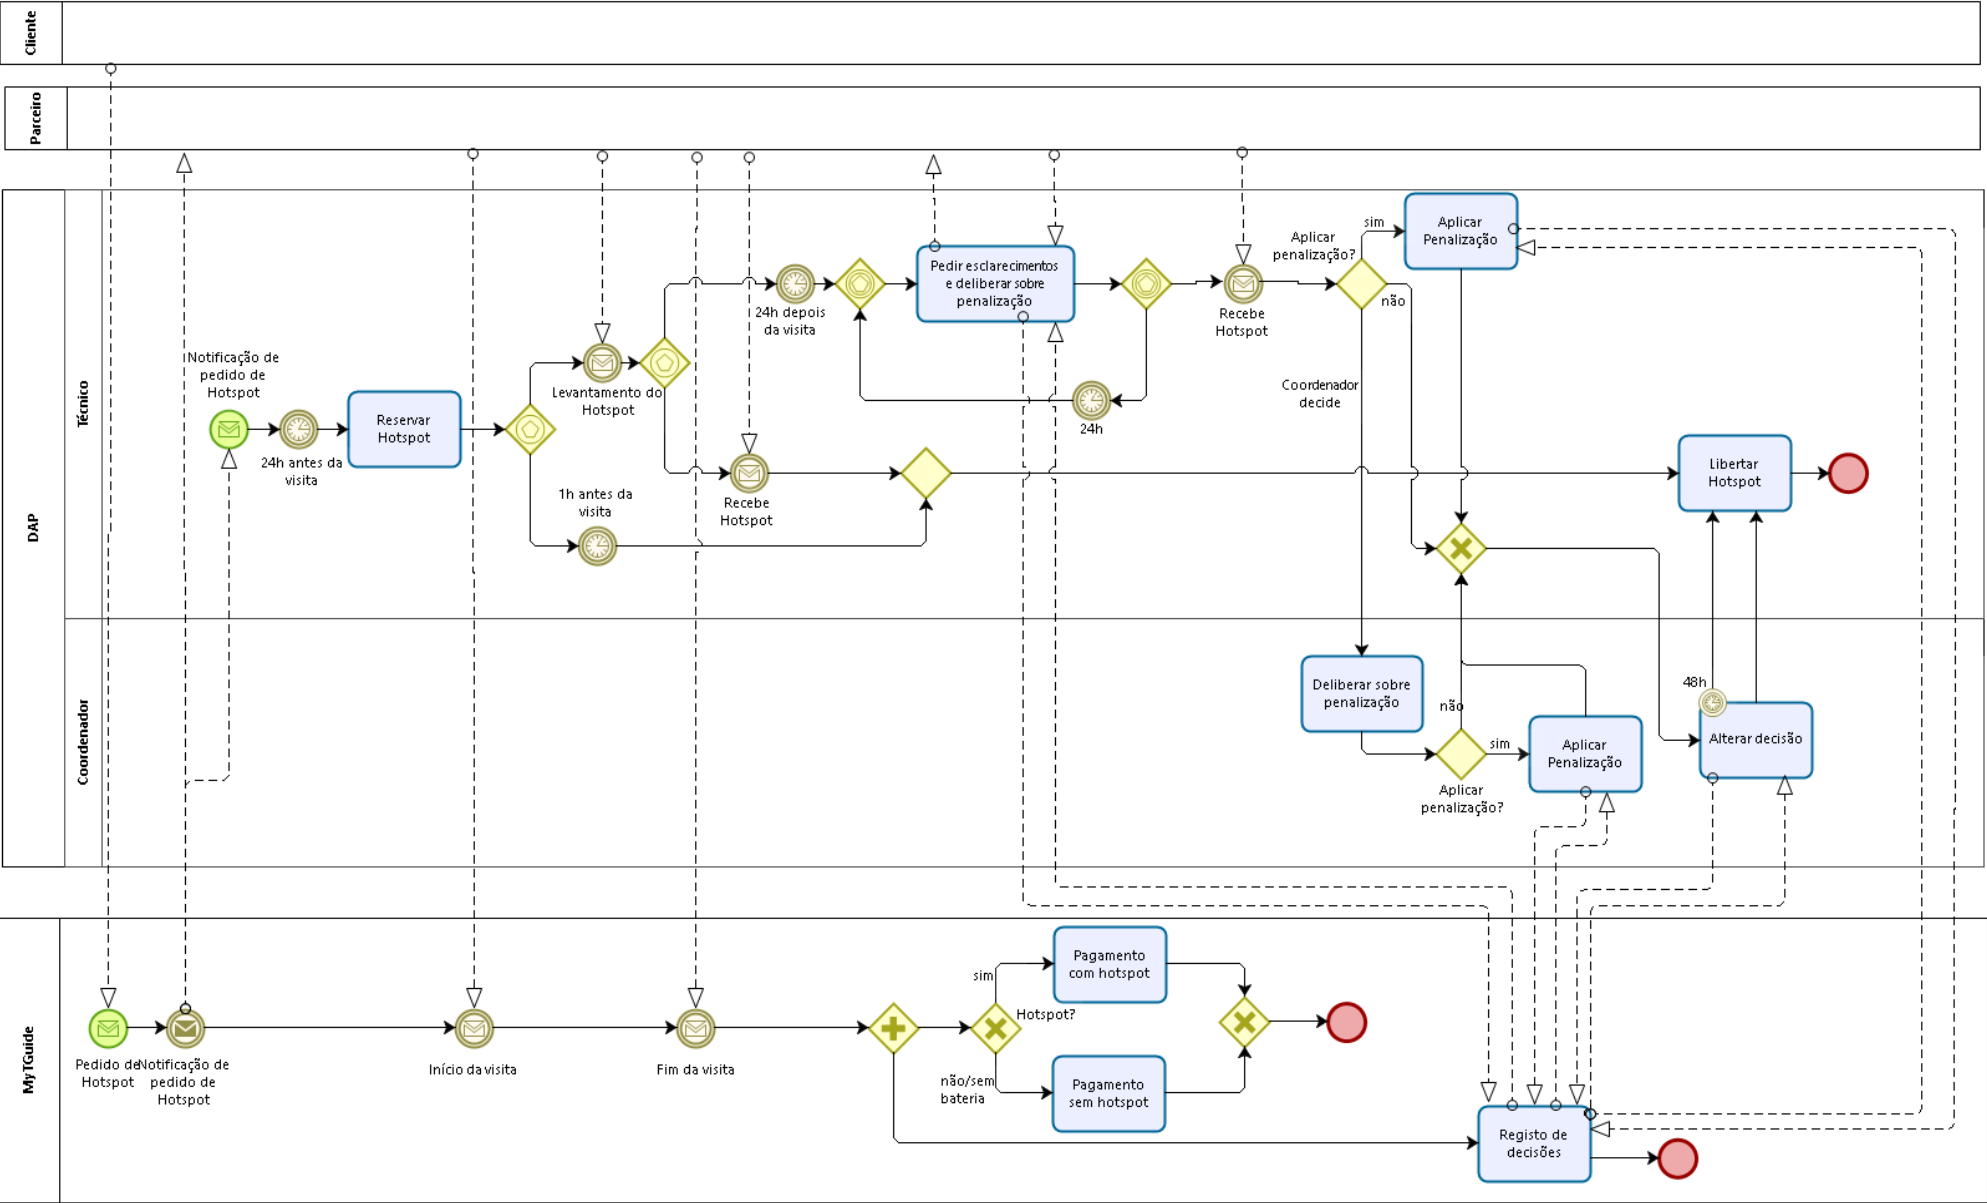 Cliente
Parceiro
DAP
Técnico
Aplicar
Penalização
sim
Aplicar
penalização?
não
Pedir esclarecimentos
e deliberar sobre
penalização
24h depois
da visita
Recebe
Hotspot
Notificação de
pedido de
Hotspot
Levantamento do
Hotspot
Coordenador
decide
24h
Reservar
Hotspot
24h antes da
visita
1h antes da
visita
Recebe
Hotspot
Libertar
Hotspot
Coordenador
Deliberar sobre
penalização
não
sim
Aplicar
penalização?
Aplicar
Penalização
48h
Alterar decisão
MyTGuide
Pedido de
Hotspot
Notificação de
pedido de
Hotspot
Início da visita
Fim da visita
sim
Hotspot?
não/sem
bateria
Pagamento
com hotspot
Pagamento
sem hotspot
Registo de
decisões